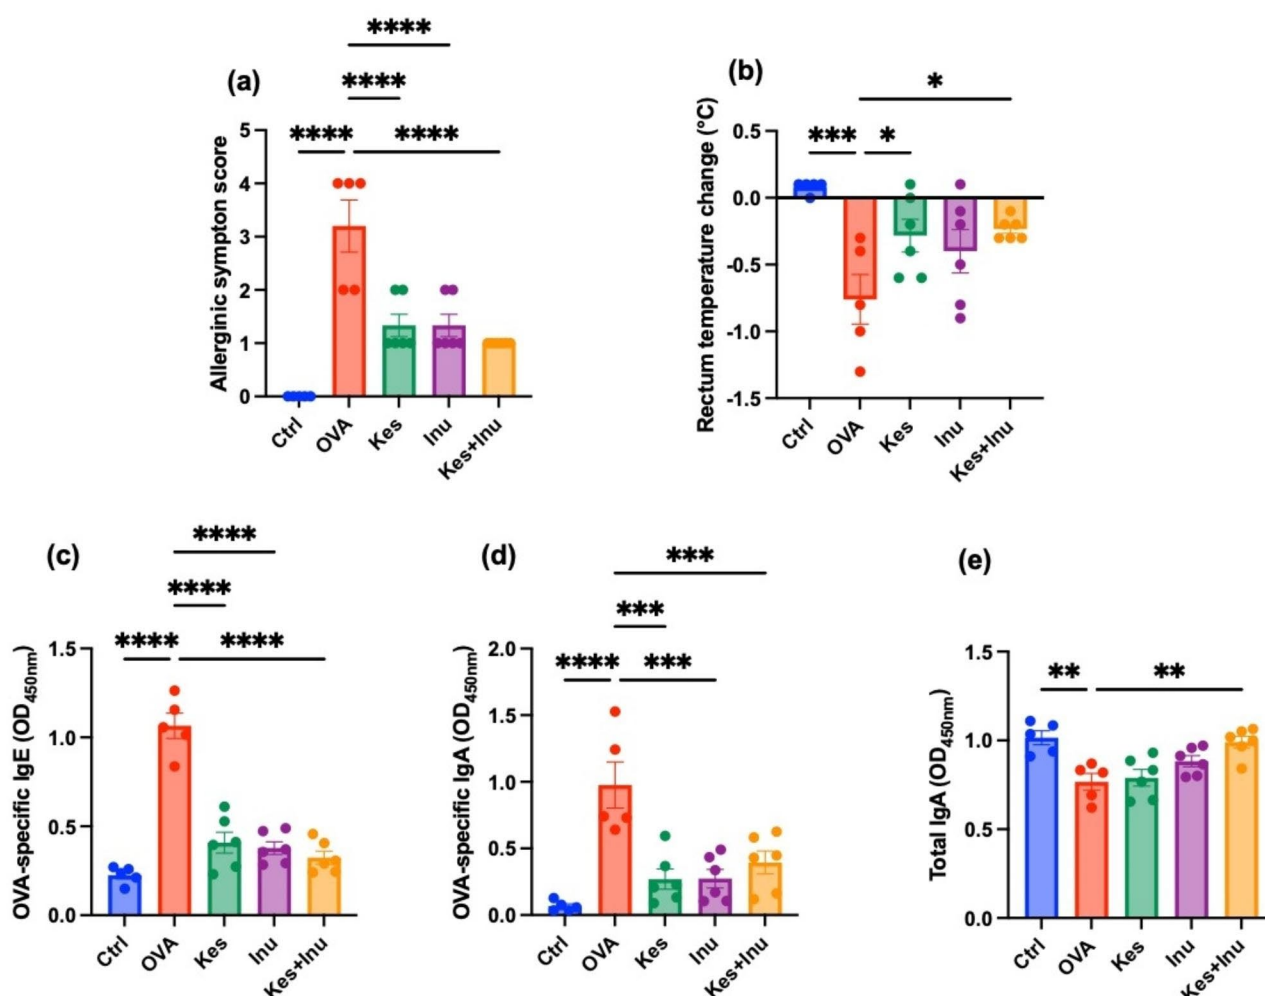 ****
(a)
****
**** ****
Allerginic sympton score
5
4
3
2
1
0
Ctrl
OVA
Kes
Inu
Kes+Inu
(b)
*
*** *
Rectum temperature change (°C)
0.5
0.0
-0.5
-1.0
-1.5
Ctrl
OVA
Kes
Inu
Kes+Inu
(c)
****
****
**** ****
OVA-specific IgE (OD450nm)
1.5
1.0
0.5
0.0
Ctrl
OVA
Kes
Inu
Kes+Inu
(d)
***
***
**** ***
OVA-specific IgA (OD450nm)
2.0
1.5
1.0
0.5
0.0
Ctrl
OVA
Kes
Inu
Kes+Inu
(e)
** **
Total IgA (OD450nm)
1.5
1.0
0.5
0.0
Ctrl
OVA
Kes
Inu
Kes+Inu